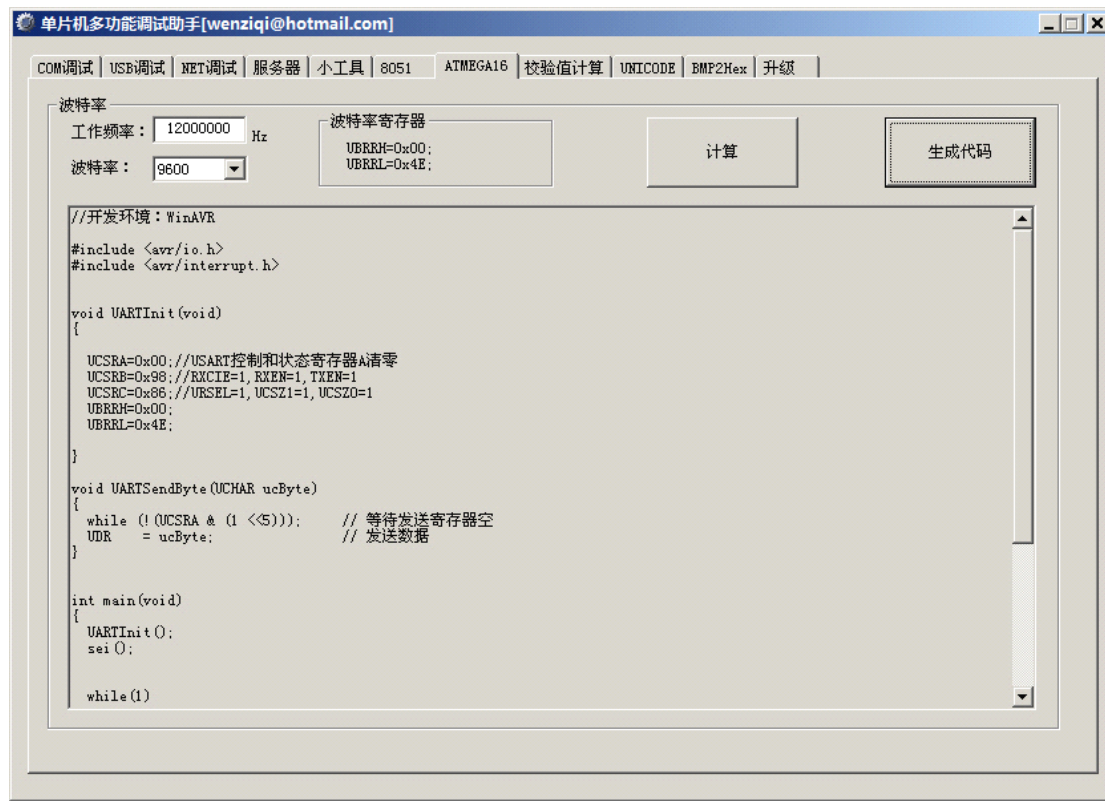 单片机多功能调试助手[wenziqi@hotmail.com]
COM调试 USB调试 NET调试 服务器 小工具 8051 ATMEGA16 校验值计算 UNICODE BMP2Hex 升级
波特率
工作频率： 12000000 Hz
波特率： 9600
波特率寄存器
UBRRH=0x00;
UBRRL=0x4E;
计算
生成代码
//开发环境：WinAVR
#include <avr/io.h>
#include <avr/interrupt.h>
void UARTInit(void)
{
UCSRA=0x00;//USART控制和状态寄存器A清零
UCSRB=0x98;//RXCIE=1,RXEN=1,TXEN=1
UCSRC=0x86;//URSEL=1,UCSZ1=1,UCSZ0=1
UBRRH=0x00;
UBRRL=0x4E;
}
void UARTSendByte(UCHAR ucByte)
{
while (!(UCSRA & (1 <<5))); // 等待发送寄存器空
UDR = ucByte; // 发送数据
}
int main(void)
{
UARTInit();
sei();
while(1)